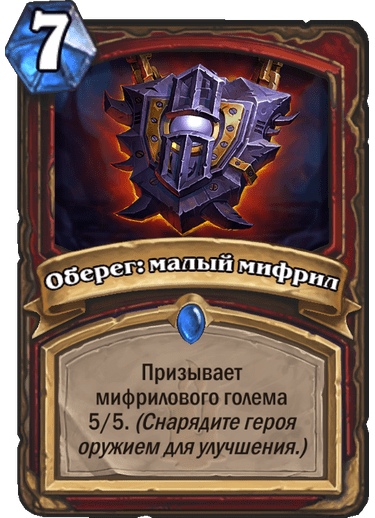 7
Оберег: малый мифрил
Призывает
мифрилового голема
5/5. (Снарядите героя
оружием для улучшения.)